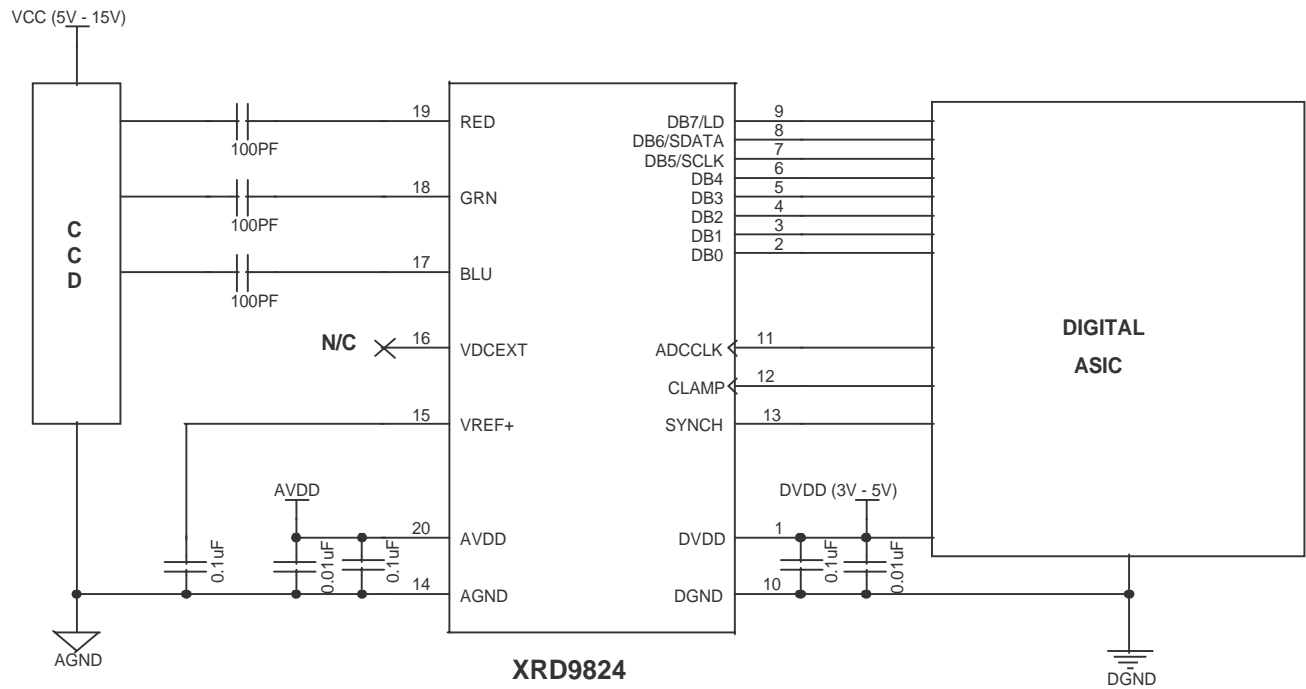 VCC (5V - 15V)
C
C
D
100PF
100PF
100PF
19
RED
18
GRN
17
BLU
N/C
16
VDCEXT
15
VREF+
AVDD
20
AVDD
0.1uF
0.01uF
0.1uF
14
AGND
AGND
XRD9824
DB7/LD
9
DB6/SDATA
8
DB5/SCLK
7
DB4
6
DB3
5
DB2
4
DB1
3
DB0
2
ADCCLK
11
CLAMP
12
SYNCH
13
DVDD (3V - 5V)
DVDD
1
0.1uF
0.01uF
DGND
10
DIGITAL
ASIC
DGND